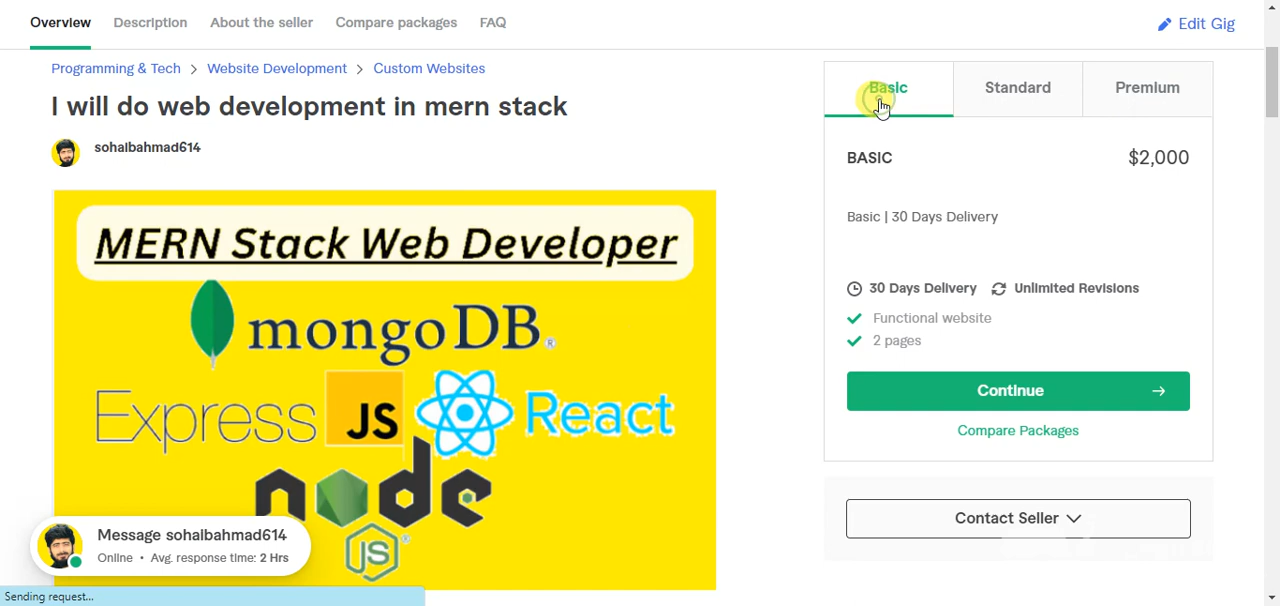 Overview Description About the seller Compare packages FAQ Edit Gig
Programming & Tech > Website Development > Custom Websites
I will do web development in mern stack
sohaibahmad614
MERN Stack Web Developer
mongoDB®
Express JS React
node
JS®
Message sohaibahmad614
Online • Avg. response time: 2 Hrs
Sending request...
Basic Standard Premium
BASIC $2,000
Basic | 30 Days Delivery
30 Days Delivery Unlimited Revisions
Functional website
2 pages
Continue →
Compare Packages
Contact Seller